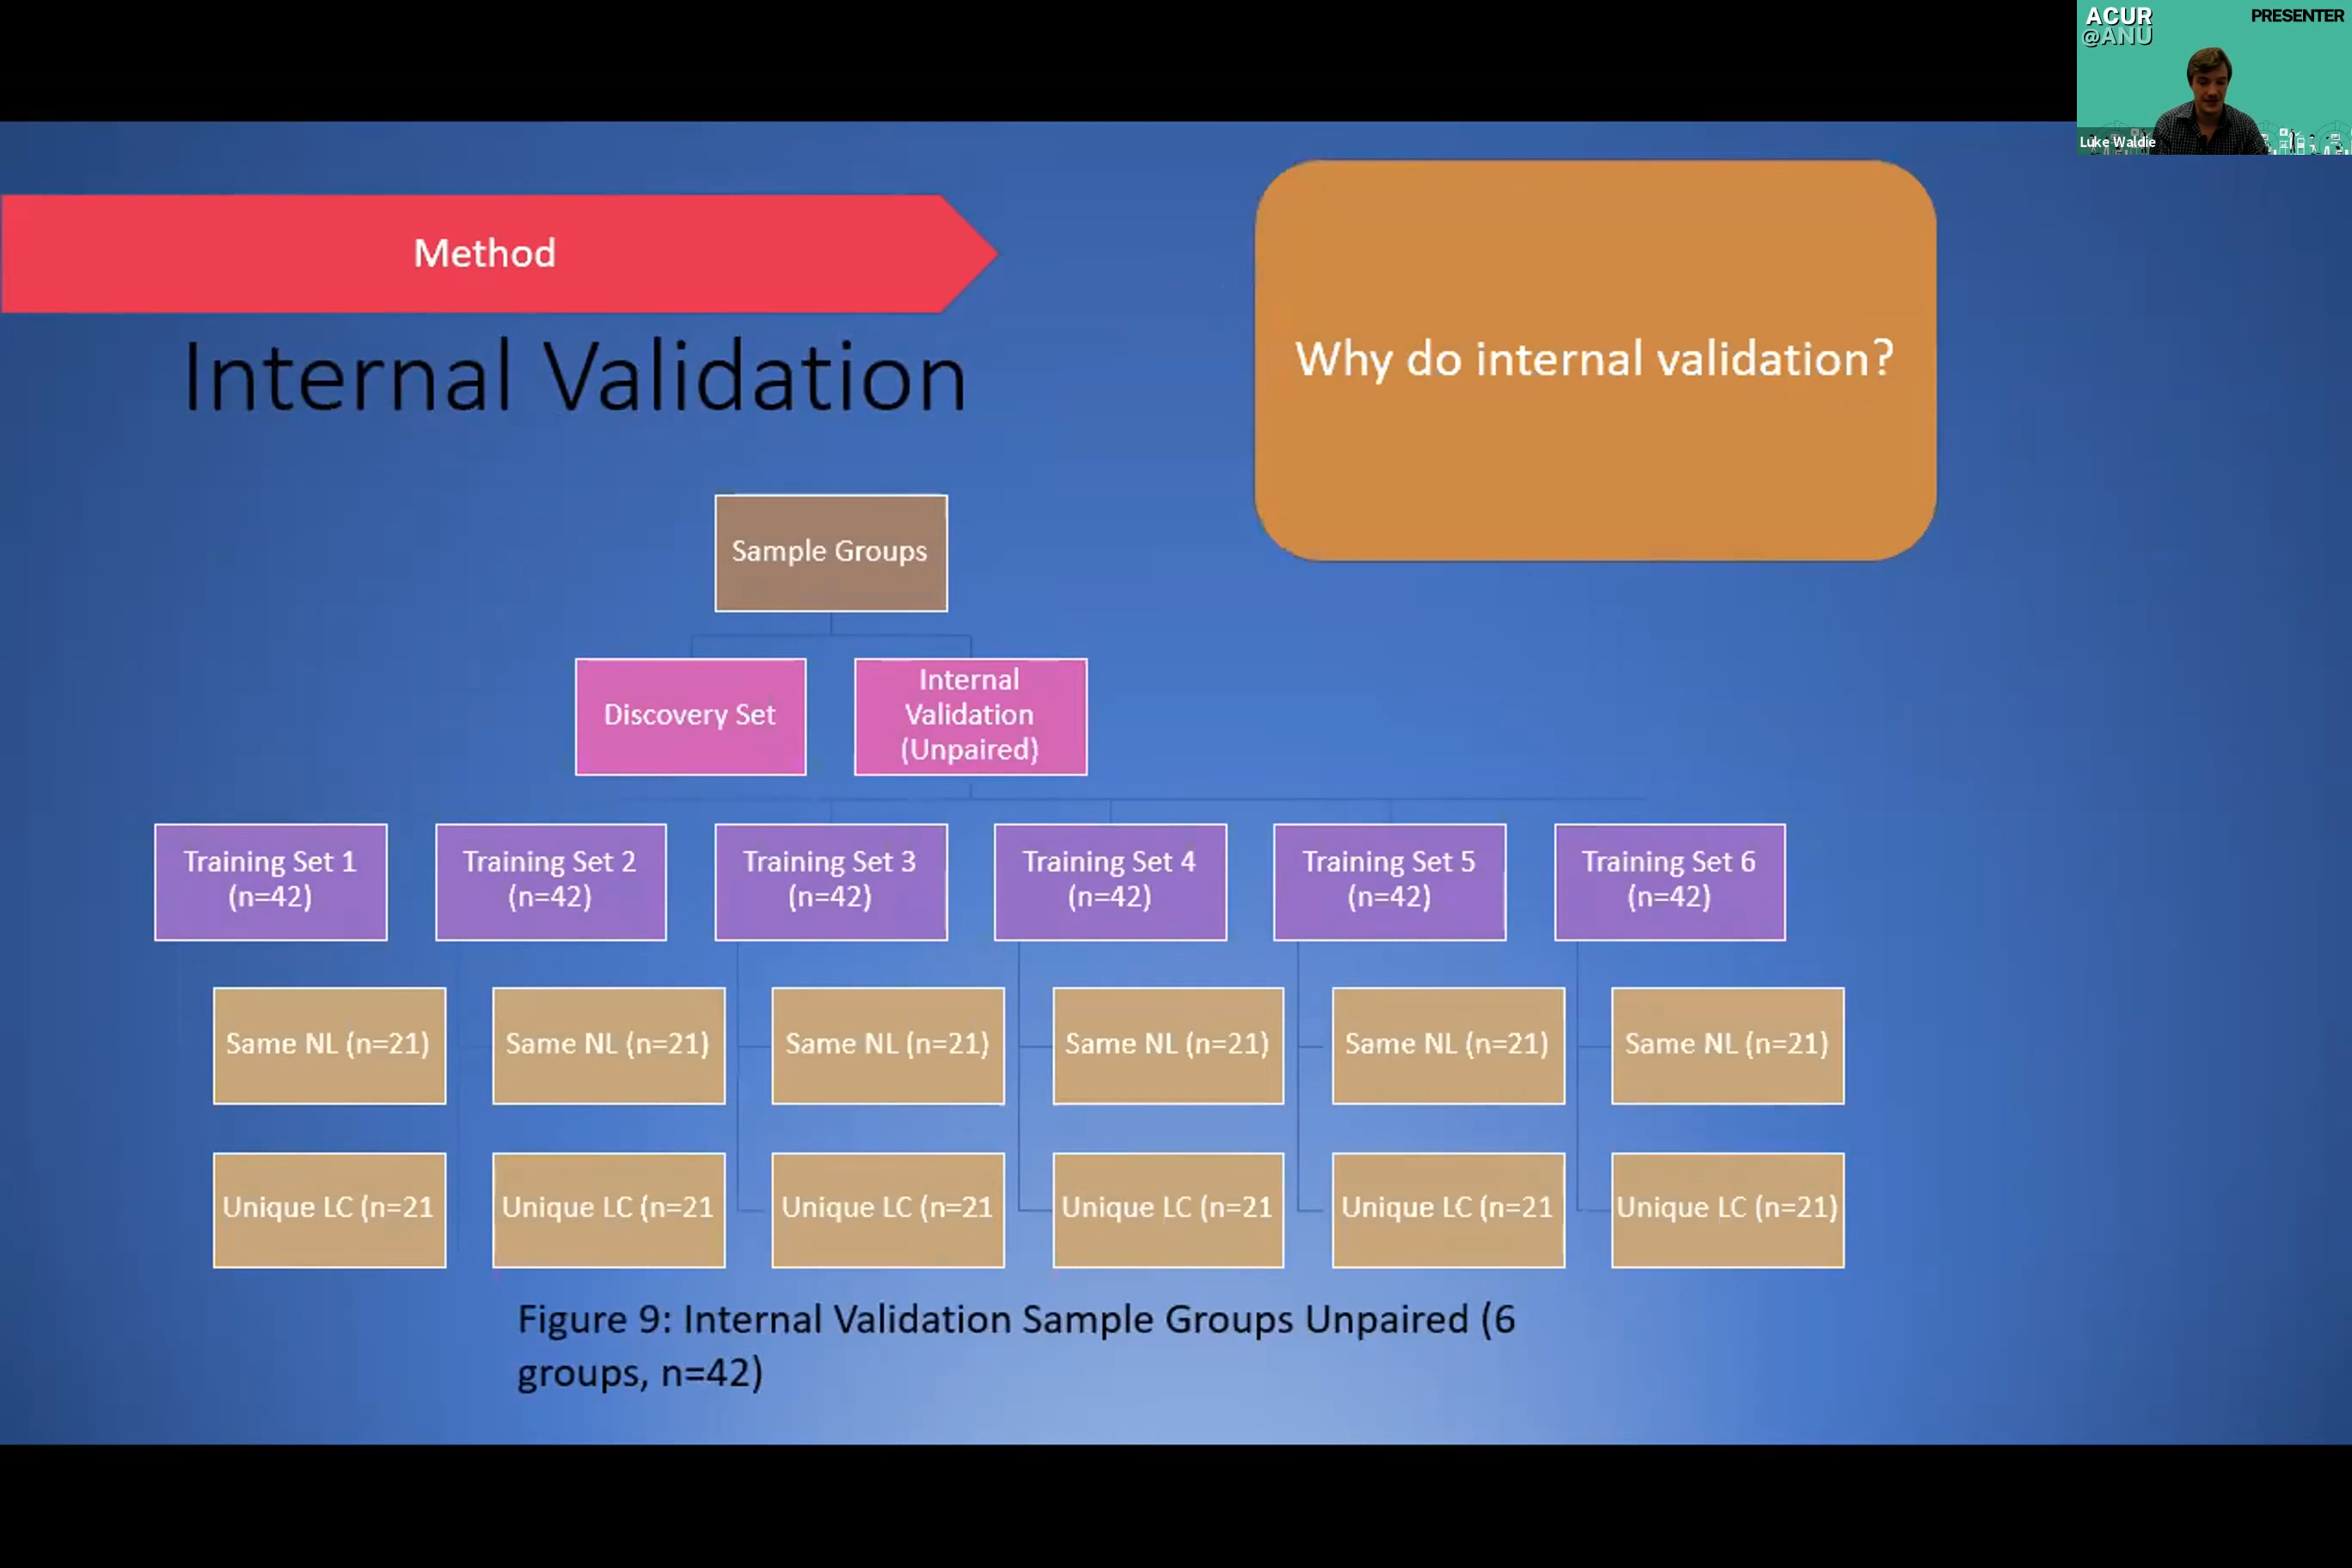 ACUR
@ANU
PRESENTER
Luke Waldie
Method
Internal Validation
Why do internal validation?
Sample Groups
Discovery Set
Internal
Validation
(Unpaired)
Training Set 1
(n=42)
Training Set 2
(n=42)
Training Set 3
(n=42)
Training Set 4
(n=42)
Training Set 5
(n=42)
Training Set 6
(n=42)
Same NL (n=21)
Same NL (n=21)
Same NL (n=21)
Same NL (n=21)
Same NL (n=21)
Same NL (n=21)
Unique LC (n=21
Unique LC (n=21
Unique LC (n=21
Unique LC (n=21
Unique LC (n=21
Unique LC (n=21)
Figure 9: Internal Validation Sample Groups Unpaired (6
groups, n=42)